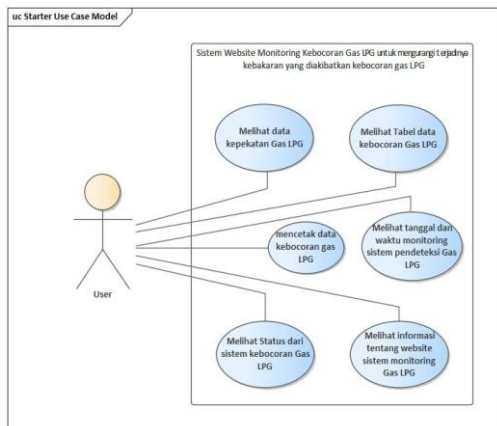 uc Starter Use Case Model
Sistem Website Monitoring Kebocoran Gas LPG untuk mengurangi terjadinya
kebakaran yang diakibatkan kebocoran gas LPG
Melihat data
kepekatan Gas LPG
Melihat Tabel data
kebocoran Gas LPG
mencetak data
kebocoran gas
LPG
Melihat tanggal dan
waktu monitoring
sistem pendeteksi Gas
LPG
User
Melihat Status dari
sistem kebocoran Gas
LPG
Melihat informasi
tentang website
sistem monitoring
Gas LPG